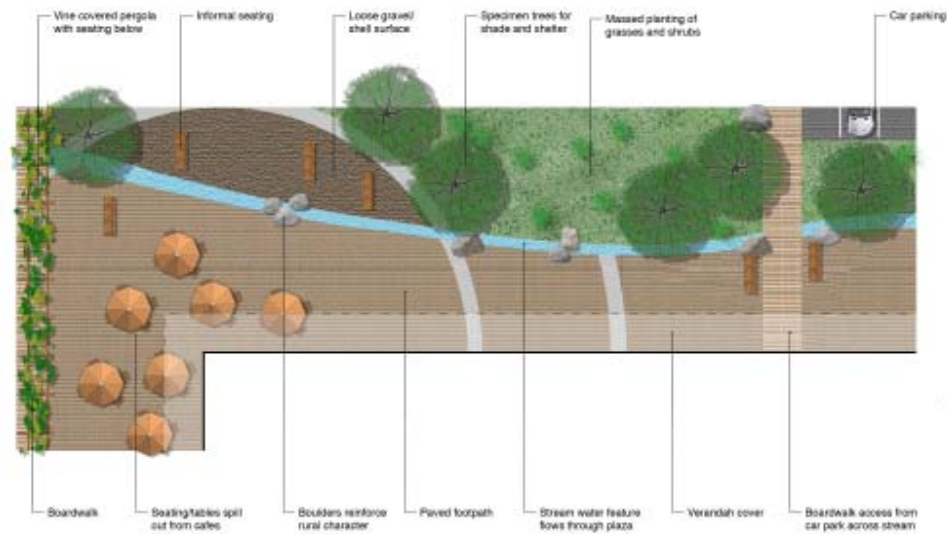 Vine covered pergola
with seating below
Informal seating
Loose gravel/
shell surface
Specimen trees for
shade and shelter
Massed planting of
grasses and shrubs
Car parking
Boardwalk
Seating/tables spill
out from cafes
Boulders reinforce
rural character
Paved footpath
Stream water feature
flows through plaza
Verandah cover
Boardwalk access from
car park across stream